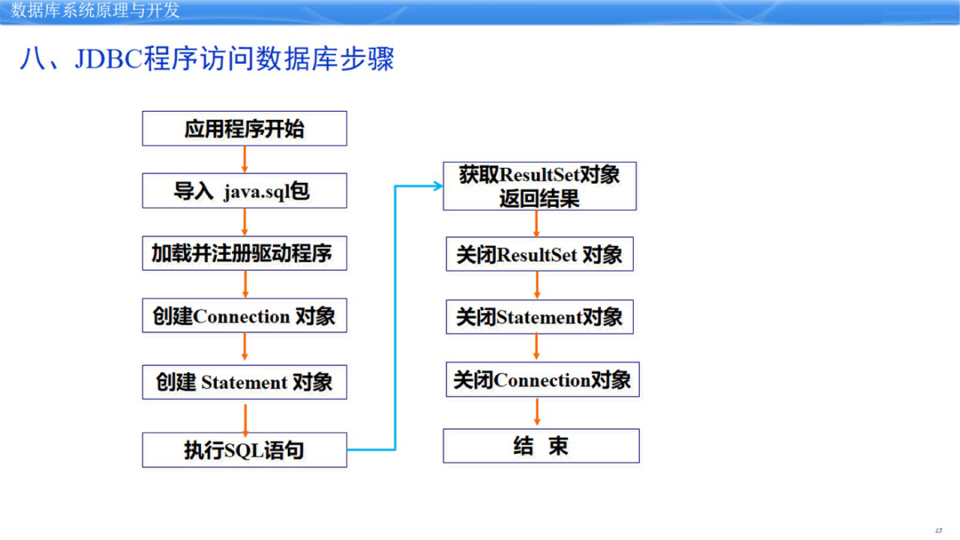 数据库系统原理与开发
八、JDBC程序访问数据库步骤
应用程序开始
导入 java.sql包
加载并注册驱动程序
创建Connection 对象
创建 Statement 对象
执行SQL语句
获取ResultSet对象
返回结果
关闭ResultSet 对象
关闭Statement对象
关闭Connection对象
结 束